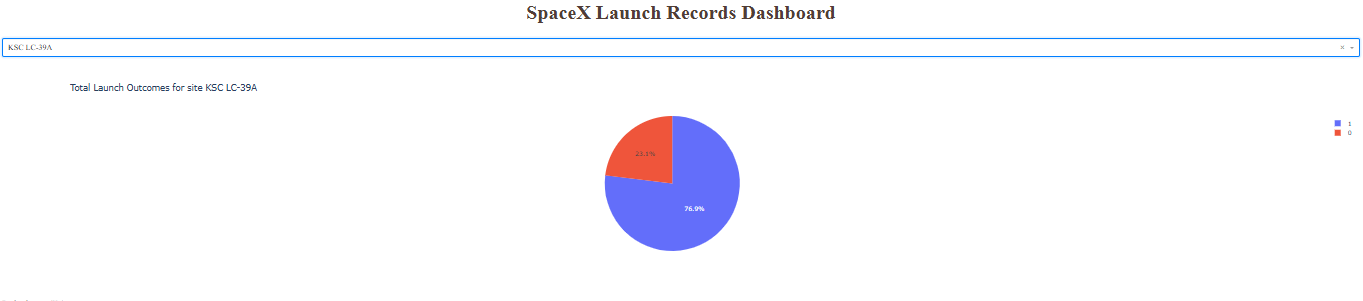 SpaceX Launch Records Dashboard
KSC LC-39A
× 
Total Launch Outcomes for site KSC LC-39A
1
0
23.1%
76.9%